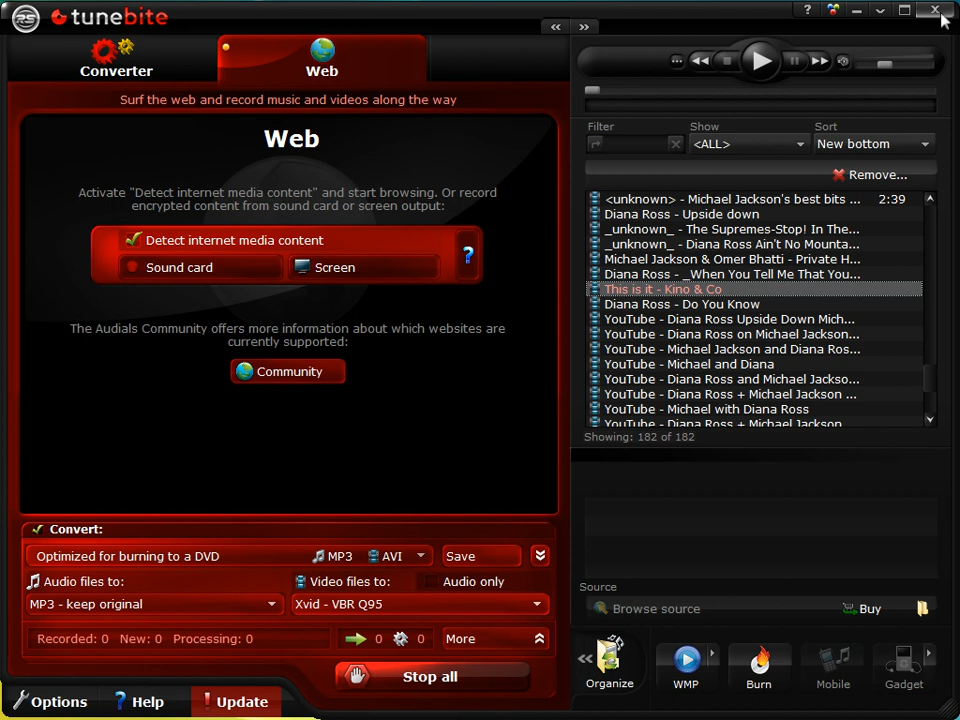 RS tunebite
Converter
Web
Surf the web and record music and videos along the way
Web
Activate "Detect internet media content" and start browsing. Or record
encrypted content from sound card or screen output:
Detect internet media content
Sound card
Screen
?
The Audials Community offers more information about which websites are
currently supported:
Community
Convert:
Optimized for burning to a DVD MP3 AVI
Save
Audio files to:
Video files to:
Audio only
MP3 - keep original
Xvid - VBR Q95
Recorded: 0 New: 0 Processing: 0
0 0
More
Stop all
Options
? Help
! Update
?
Filter
Show
Sort
<ALL>
New bottom
Remove...
<unknown> - Michael Jackson's best bits ... 2:39
Diana Ross - Upside down
_unknown_ - The Supremes-Stop! In The...
_unknown_ - Diana Ross Ain't No Mounta...
Michael Jackson & Omer Bhatti - Private H...
Diana Ross - _When You Tell Me That You...
This is it - Kino & Co
Diana Ross - Do You Know
YouTube - Diana Ross Upside Down Mich...
YouTube - Diana Ross on Michael Jackson...
YouTube - Michael Jackson and Diana Ros...
YouTube - Michael and Diana
YouTube - Diana Ross and Michael Jackso...
YouTube - Diana Ross + Michael Jackson ...
YouTube - Michael with Diana Ross
YouTube - Diana Ross + Michael Jackson
Showing: 182 of 182
Source
Browse source
Buy
Organize
WMP
Burn
Mobile
Gadget